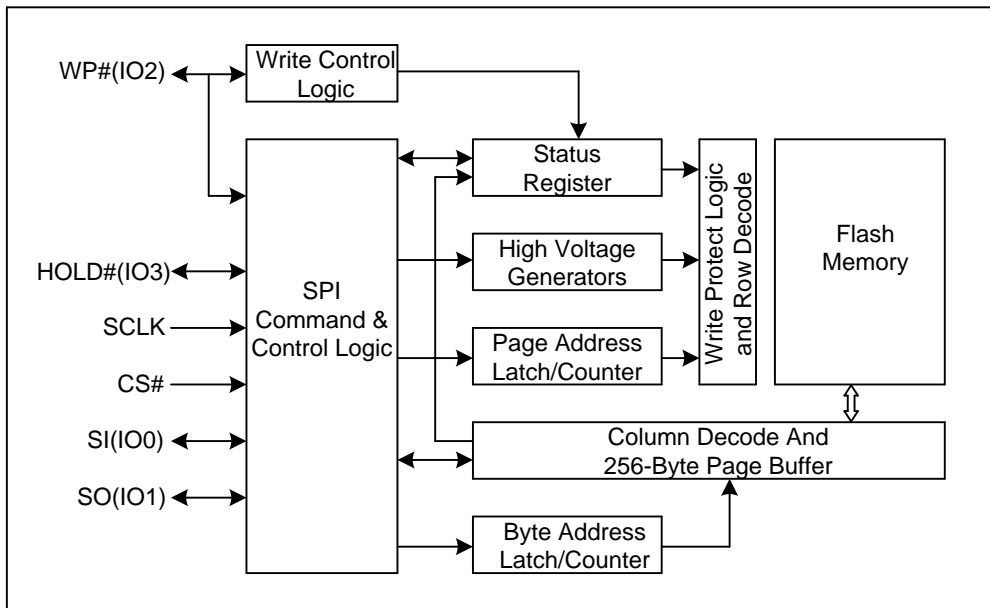 WP#(IO2)
Write Control
Logic
Status
Register
High Voltage
Generators
Page Address
Latch/Counter
Write Protect Logic
and Row Decode
Flash
Memory
HOLD#(IO3)
SCLK
CS#
SI(IO0)
SO(IO1)
SPI
Command &
Control Logic
Column Decode And
256-Byte Page Buffer
Byte Address
Latch/Counter